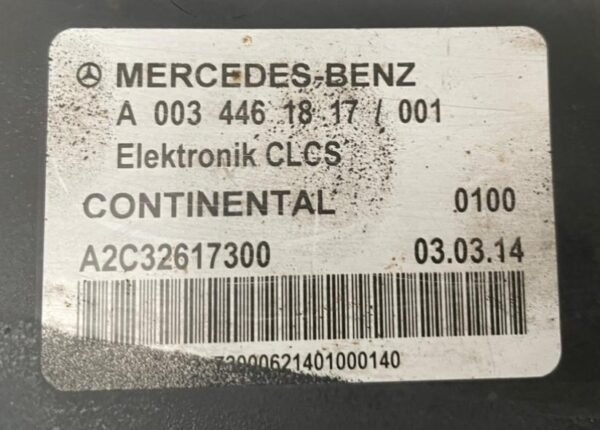 MERCEDES-BENZ
A 003 446 18 17 / 001
Elektronik CLCS
CONTINENTAL 0100
A2C32617300 03.03.14